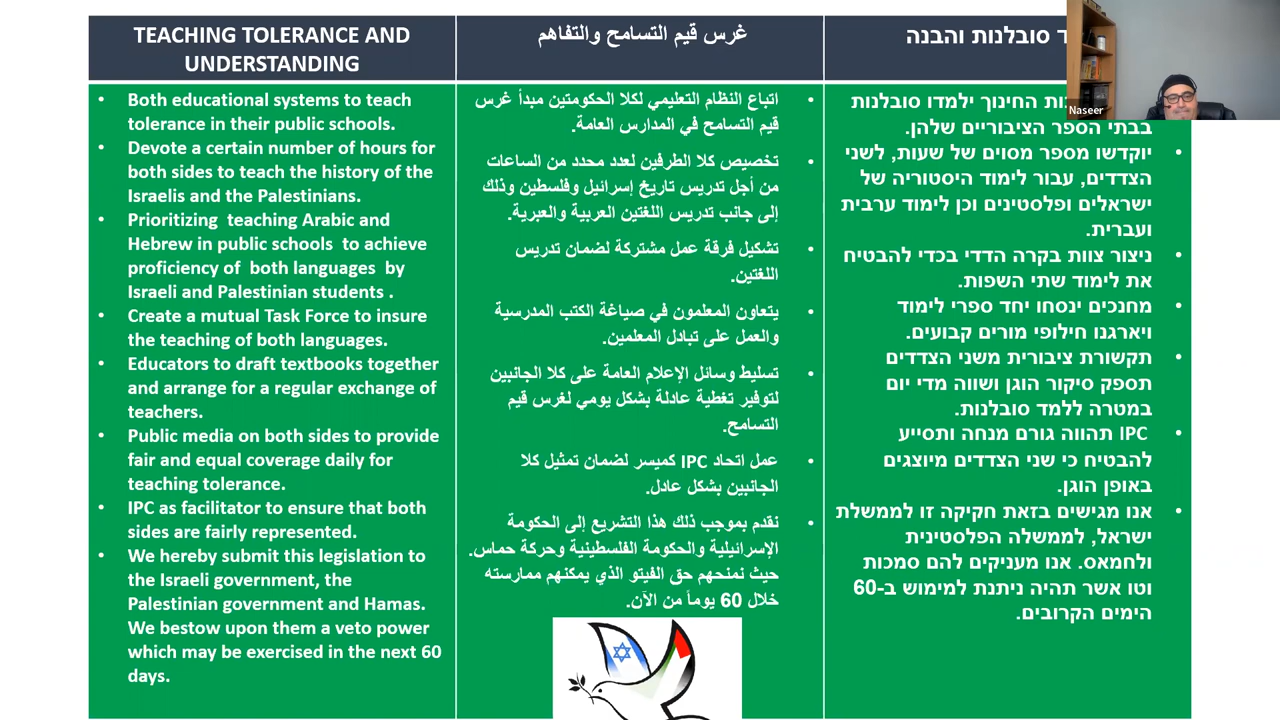 TEACHING TOLERANCE AND
UNDERSTANDING
• Both educational systems to teach
tolerance in their public schools.
• Devote a certain number of hours for
both sides to teach the history of the
Israelis and the Palestinians.
• Prioritizing  teaching Arabic and
Hebrew in public schools  to achieve
proficiency of  both languages  by
Israeli and Palestinian students .
• Create a mutual Task Force to insure
the teaching of both languages.
• Educators to draft textbooks together
and arrange for a regular exchange of
teachers.
• Public media on both sides to provide
fair and equal coverage daily for
teaching tolerance.
• IPC as facilitator to ensure that both
sides are fairly represented.
• We hereby submit this legislation to
the Israeli government, the
Palestinian government and Hamas.
We bestow upon them a veto power
which may be exercised in the next 60
days.
غرس قيم التسامح والتفاهم
• اتباع النظام التعليمي لكلا الحكومتين مبدأ غرس
قيم التسامح في المدارس العامة.
• تخصيص كلا الطرفين لعدد محدد من الساعات
من أجل تدريس تاريخ إسرائيل وفلسطين وذلك
إلى جانب تدريس اللغتين العربية والعبرية.
• تشكيل فرقة عمل مشتركة لضمان تدريس
اللغتين.
• يتعاون المعلمون في صياغة الكتب المدرسية
والعمل على تبادل المعلمين.
• تسليط وسائل الإعلام العامة على كلا الجانبين
لتوفير تغطية عادلة بشكل يومي لغرس قيم
التسامح.
• عمل اتحاد IPC كميسر لضمان تمثيل كلا
الجانبين بشكل عادل.
• نقدم بموجب ذلك هذا التشريع إلى الحكومة
الإسرائيلية والحكومة الفلسطينية وحركة حماس.
حيث نمنحهم حق الفيتو الذي يمكنهم ممارسته
خلال 60 يوماً من الآن.
סובלנות והבנה
החינוך ילמדו סובלנות
בבתי הספר הציבוריים שלהן.
• יוקדשו מספר מסוים של שעות, לשני
הצדדים, עבור לימוד היסטוריה של
ישראלים ופלסטינים וכן לימוד ערבית
ועברית.
• ניצור צוות בקרה הדדי בכדי להבטיח
את לימוד שתי השפות.
• מחנכים ינסחו יחד ספרי לימוד
ויארגנו חילופי מורים קבועים.
• תקשורת ציבורית משני הצדדים
תספק סיקור הוגן ושווה מדי יום
במטרה ללמד סובלנות.
• IPC תהווה גורם מנחה ותסייע
להבטיח כי שני הצדדים מיוצגים
באופן הוגן.
• אנו מגישים בזאת חקיקה זו לממשלת
ישראל, לממשלה הפלסטינית
ולחמאס. אנו מעניקים להם סמכות
וטו אשר תהיה ניתנת למימוש ב-60
הימים הקרובים.
Naseer